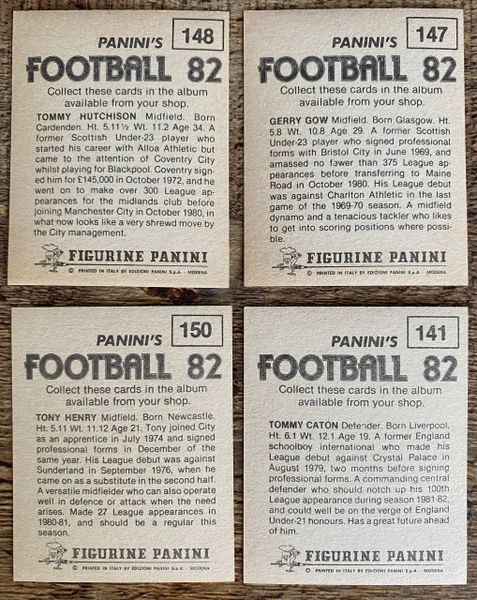 148
PANINI'S
FOOTBALL 82
Collect these cards in the album
available from your shop.
TOMMY HUTCHISON Midfield. Born
Cardenden. Ht. 5.11½ Wt. 11.2 Age 34. A
former Scottish Under-23 player who
started his career with Alloa Athletic but
came to the attention of Coventry City
whilst playing for Blackpool. Coventry sign-
ed him for £145,000 in October 1972, and he
went on to make over 300 League ap-
pearances for the midlands club before
joining Manchester City in October 1980, in
what now looks like a very shrewd move by
the City management.
FIGURINE PANINI
© PRINTED IN ITALY BY EDIZIONI PANINI S.p.A. - MODENA
147
PANINI'S
FOOTBALL 82
Collect these cards in the album
available from your shop.
GERRY GOW Midfield. Born Glasgow. Ht.
5.8 Wt. 10.8 Age 29. A former Scottish
Under-23 player who signed professional
forms with Bristol City in June 1969, and
amassed no fewer than 375 League ap-
pearances before transferring to Maine
Road in October 1980. His League debut
was against Charlton Athletic in the last
game of the 1969-70 season. A midfield
dynamo and a tenacious tackler who likes
to get into scoring positions where possi-
ble.
FIGURINE PANINI
© PRINTED IN ITALY BY EDIZIONI PANINI S.p.A. - MODENA
150
PANINI'S
FOOTBALL 82
Collect these cards in the album
available from your shop.
TONY HENRY Midfield. Born Newcastle.
Ht. 5.11 Wt. 11.12 Age 21. Tony joined City
as an apprentice in July 1974 and signed
professional forms in December of the
same year. His League debut was against
Sunderland in September 1976, when he
came on as a substitute in the second half.
A versatile midfielder who can also operate
well in defence or attack when the need
arises. Made 27 League appearances in
1980-81, and should be a regular this
season.
FIGURINE PANINI
© PRINTED IN ITALY BY EDIZIONI PANINI S.p.A. - MODENA
141
PANINI'S
FOOTBALL 82
Collect these cards in the album
available from your shop.
TOMMY CATON Defender. Born Liverpool,
Ht. 6.1 Wt. 12.1 Age 19. A former England
schoolboy international who made his
League debut against Crystal Palace in
August 1979, two months before signing
professional forms. A commanding central
defender who should notch up his 100th
League appearance during season 1981-82,
and could well be on the verge of England
Under-21 honours. Has a great future ahead
of him.
FIGURINE PANINI
© PRINTED IN ITALY BY EDIZIONI PANINI S.p.A. - MODENA